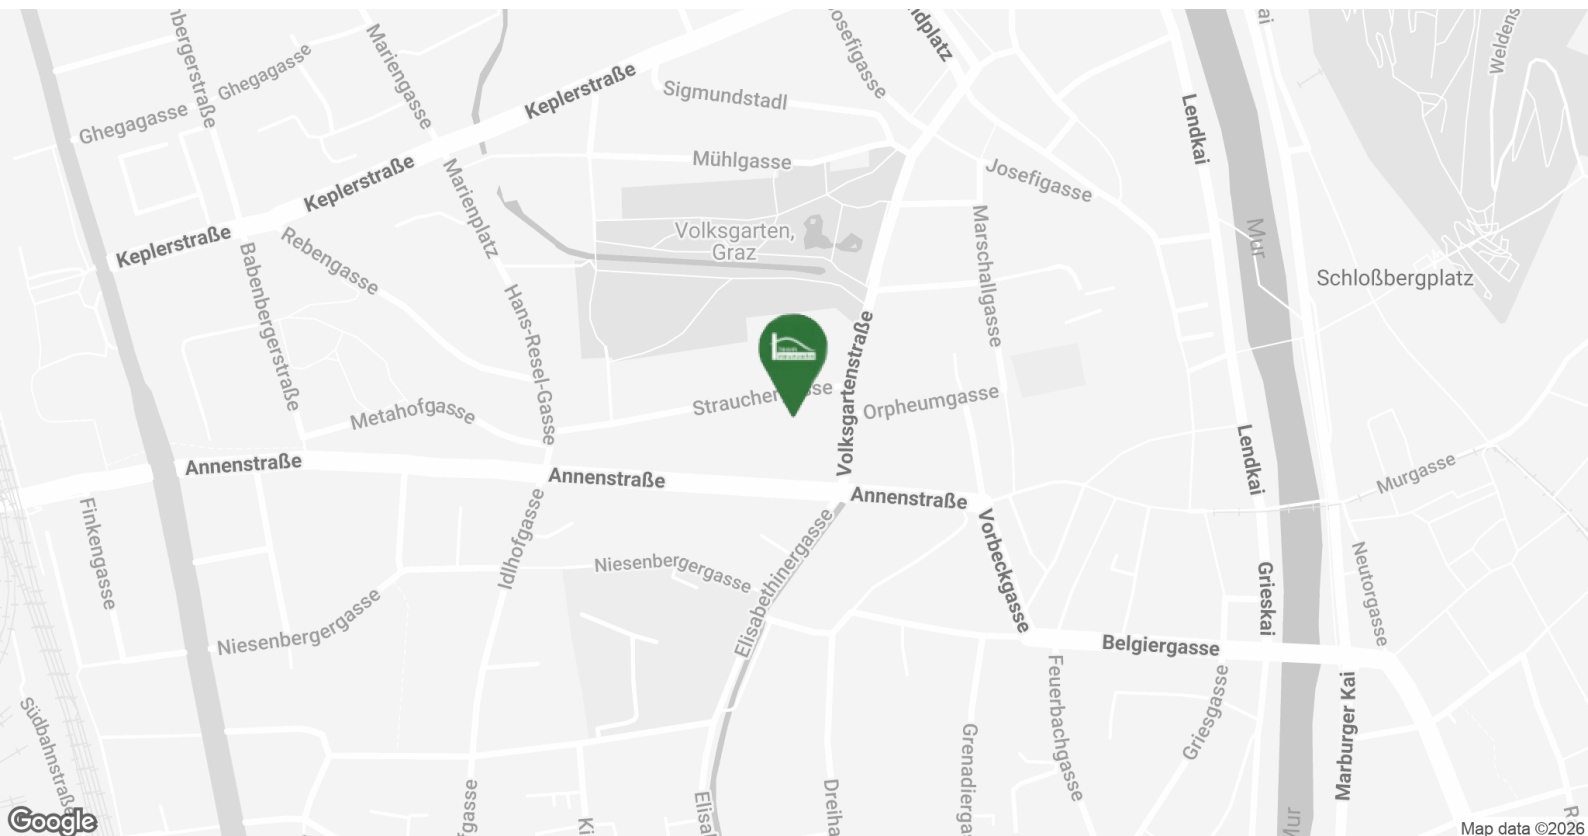 Ghegagasse
Ghegagasse
Mariengasse
Keplerstraße
Sigmundstadl
Mühlgasse
Keplerstraße
Keplerstraße
Marienplatz
Josefigasse
Lendkai
Rebengasse
Babenbergerstraße
Volksgarten,
Graz
Marschallgasse
Mur
Schloßbergplatz
Hans-Resel-Gasse
Volksgartenstraße
Metahofgasse
Orpheumgasse
Annenstraße
Annenstraße
Annenstraße
Lendkai
Murgasse
Finkengasse
Idlhofgasse
Niesenbergergasse
Niesenbergergasse
Elisabethinergasse
Vorbeckgasse
Grieskai
Neutorgasse
Belgiergasse
Feuerbachgasse
Griesgasse
Marburger Kai
Südbahnstraße
Google
Map data ©2026